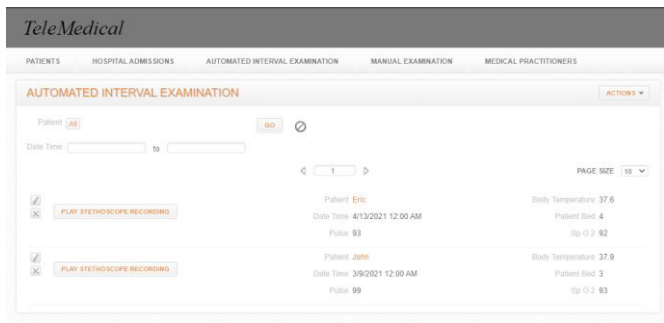 TeleMedical
PATIENTS HOSPITAL ADMISSIONS AUTOMATED INTERVAL EXAMINATION MANUAL EXAMINATION MEDICAL PRACTITIONERS
AUTOMATED INTERVAL EXAMINATION ACTIONS
Patient All GO
Date Time to
1 PAGE SIZE 10
Patient Eric Body Temperature 37.6
PLAY STETHOSCOPE RECORDING Date Time 4/13/2021 12:00 AM Patient Bed 4
Pulse 93 Sp O 2 92
Patient John Body Temperature 37.9
PLAY STETHOSCOPE RECORDING Date Time 3/9/2021 12:00 AM Patient Bed 3
Pulse 99 Sp O 2 93